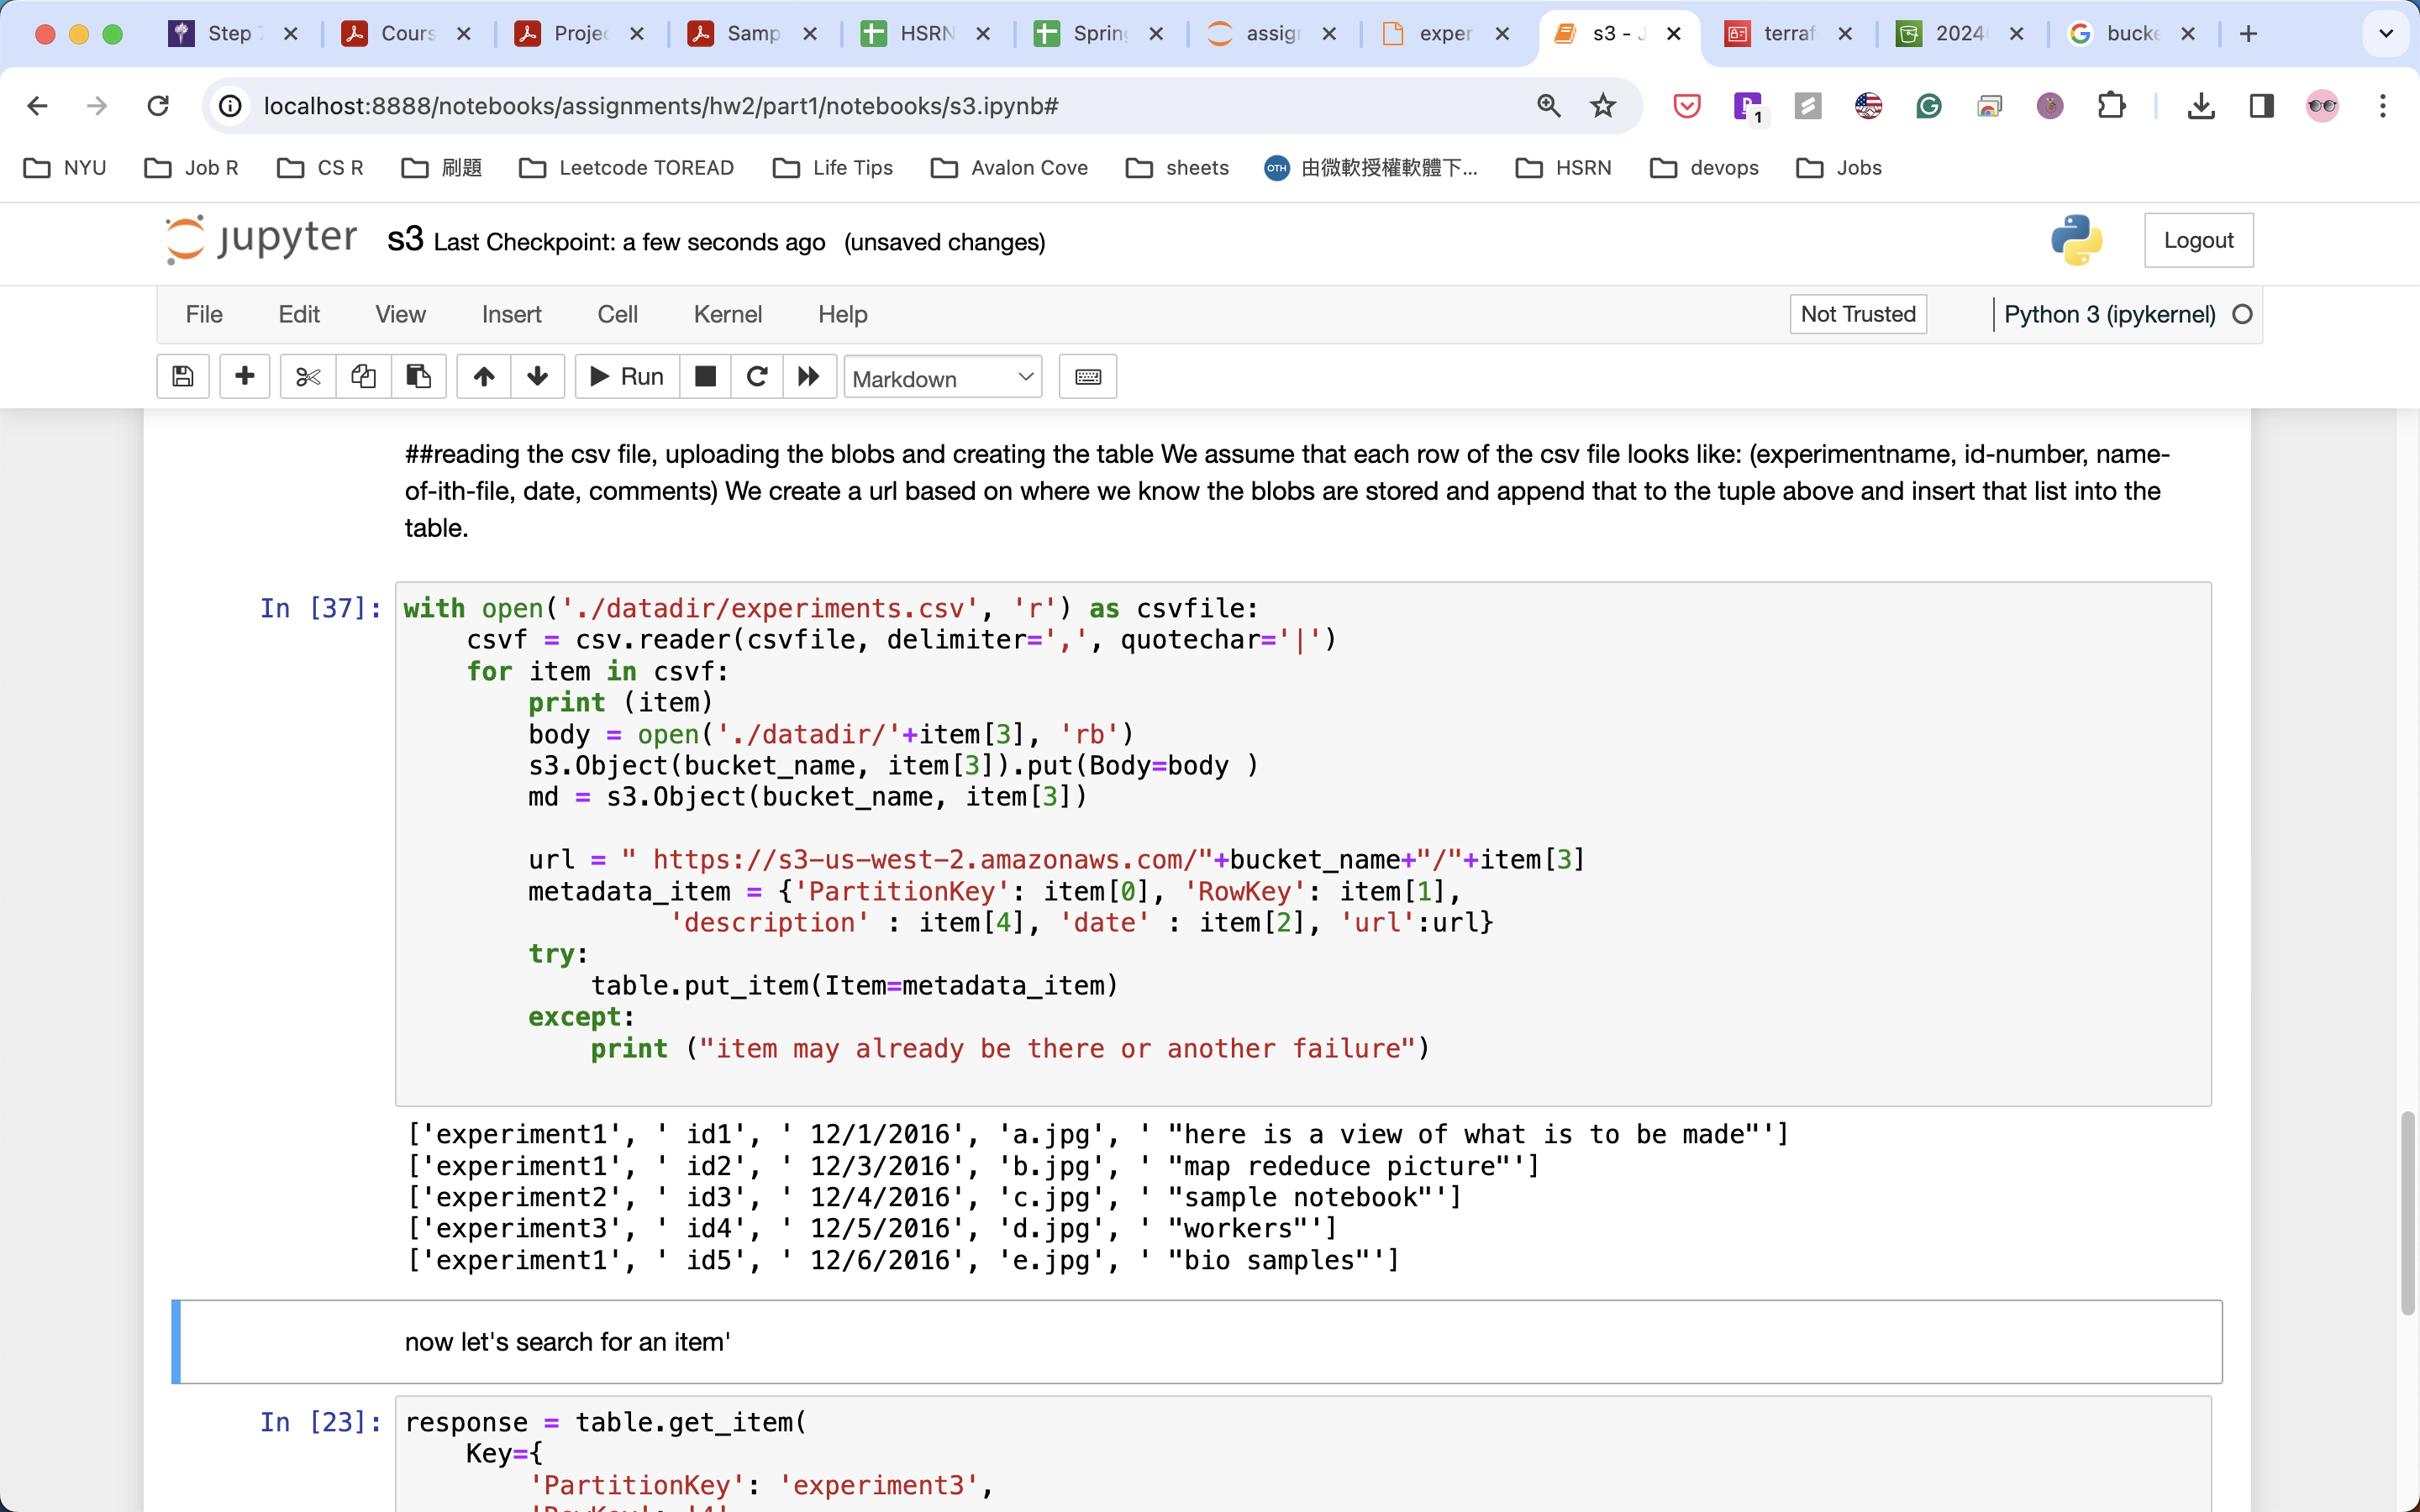 Step 7
Cours
Projec
Samp
HSRN
Spring
assign
exper
s3 - J
terraf
2024
bucke
localhost:8888/notebooks/assignments/hw2/part1/notebooks/s3.ipynb#
1
NYU
Job R
CS R
刷題
Leetcode TOREAD
Life Tips
Avalon Cove
sheets
OTH
由微軟授權軟體下...
HSRN
devops
Jobs
jupyter s3 Last Checkpoint: a few seconds ago (unsaved changes)
Logout
File Edit View Insert Cell Kernel Help
Not Trusted
Python 3 (ipykernel)
Run
Markdown
##reading the csv file, uploading the blobs and creating the table We assume that each row of the csv file looks like: (experimentname, id-number, name-
of-ith-file, date, comments) We create a url based on where we know the blobs are stored and append that to the tuple above and insert that list into the
table.
In [37]:
with open('./datadir/experiments.csv', 'r') as csvfile:
    csvf = csv.reader(csvfile, delimiter=',', quotechar='|')
    for item in csvf:
        print (item)
        body = open('./datadir/'+item[3], 'rb')
        s3.Object(bucket_name, item[3]).put(Body=body )
        md = s3.Object(bucket_name, item[3])
        url = " https://s3-us-west-2.amazonaws.com/"+bucket_name+"/"+item[3]
        metadata_item = {'PartitionKey': item[0], 'RowKey': item[1],
                 'description' : item[4], 'date' : item[2], 'url':url}
        try:
            table.put_item(Item=metadata_item)
        except:
            print ("item may already be there or another failure")
['experiment1', ' id1', ' 12/1/2016', 'a.jpg', ' "here is a view of what is to be made"']
['experiment1', ' id2', ' 12/3/2016', 'b.jpg', ' "map rededuce picture"']
['experiment2', ' id3', ' 12/4/2016', 'c.jpg', ' "sample notebook"']
['experiment3', ' id4', ' 12/5/2016', 'd.jpg', ' "workers"']
['experiment1', ' id5', ' 12/6/2016', 'e.jpg', ' "bio samples"']
now let's search for an item'
In [23]:
response = table.get_item(
    Key={
        'PartitionKey': 'experiment3',
        'RowKey': '4'